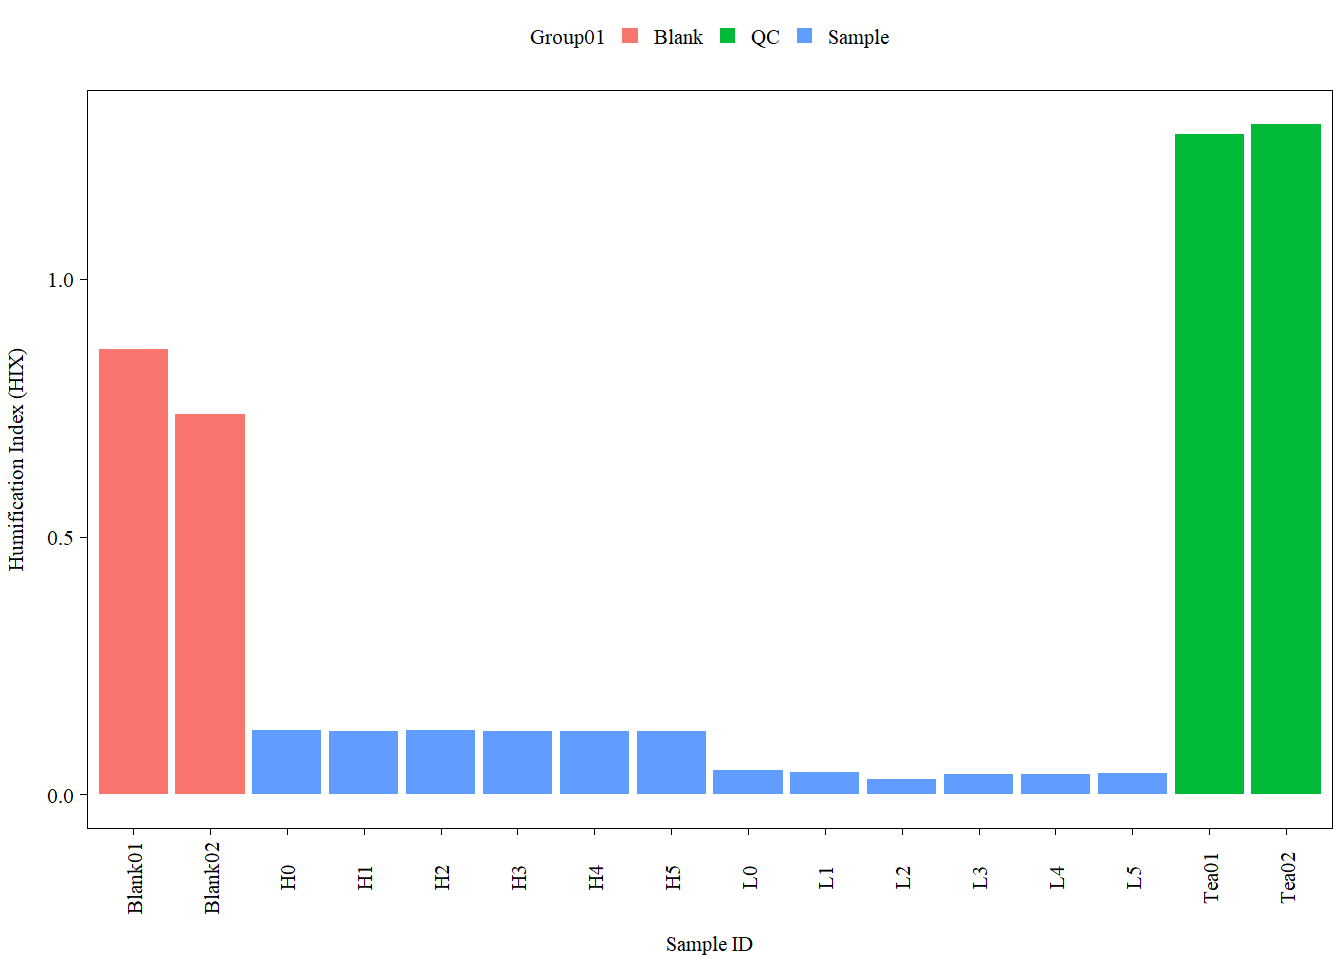 Group01 Blank QC Sample
Humification Index (HIX)
1.0
0.5
0.0
Blank01 Blank02 H0 H1 H2 H3 H4 H5 L0 L1 L2 L3 L4 L5 Tea01 Tea02
Sample ID